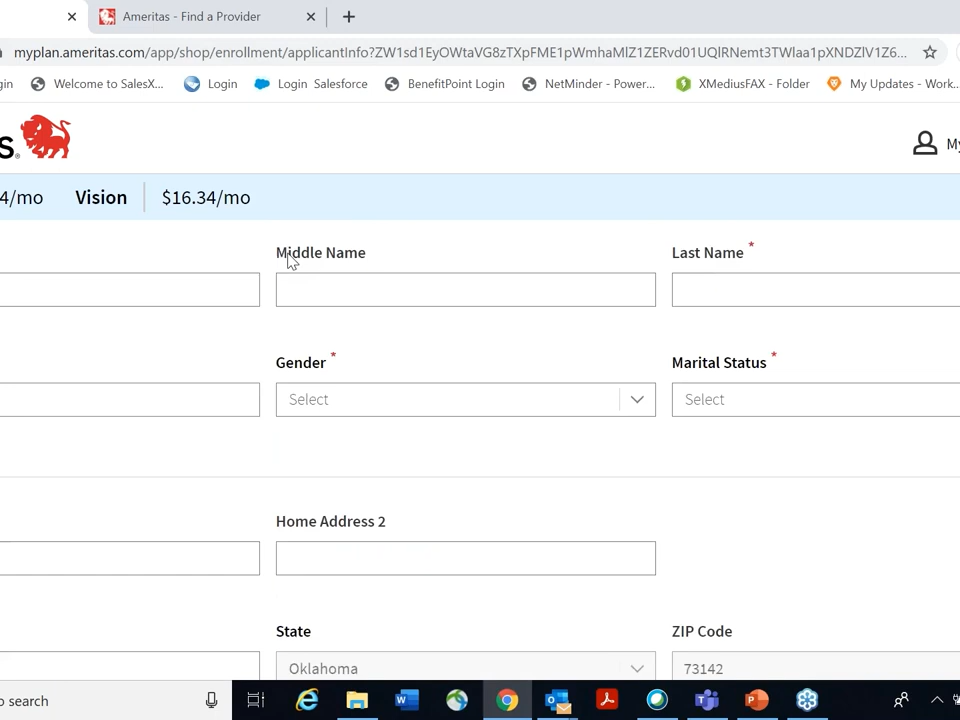 Ameritas - Find a Provider
myplan.ameritas.com/app/shop/enrollment/applicantInfo?ZW1sd1EyOWtaVG8zTXpFME1pWmhaMlZ1ZERvd01UQlRNemt3TWlaa1pXNDZlV1Z6...
gin Welcome to SalesX... Login Login Salesforce BenefitPoint Login NetMinder - Power... XMediusFAX - Folder My Updates - Work...
s. My
4/mo Vision $16.34/mo
Middle Name Last Name *
Gender * Marital Status *
Select Select
Home Address 2
State ZIP Code
Oklahoma 73142
o search